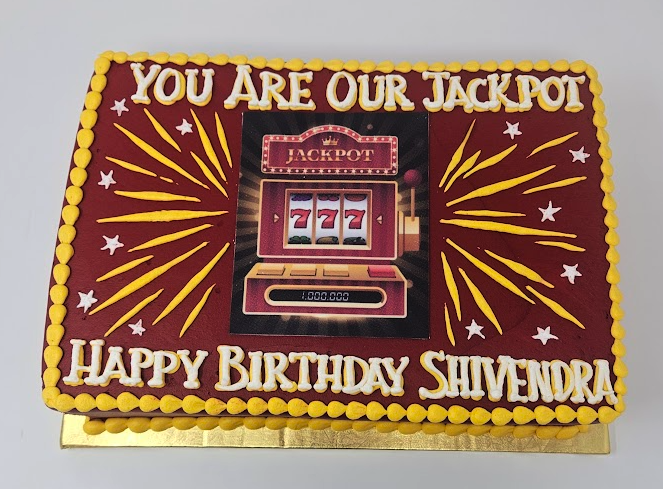 YOU ARE OUR JACKPOT
JACKPOT
777
1.000.000
HAPPY BIRTHDAY SHIVENDRA